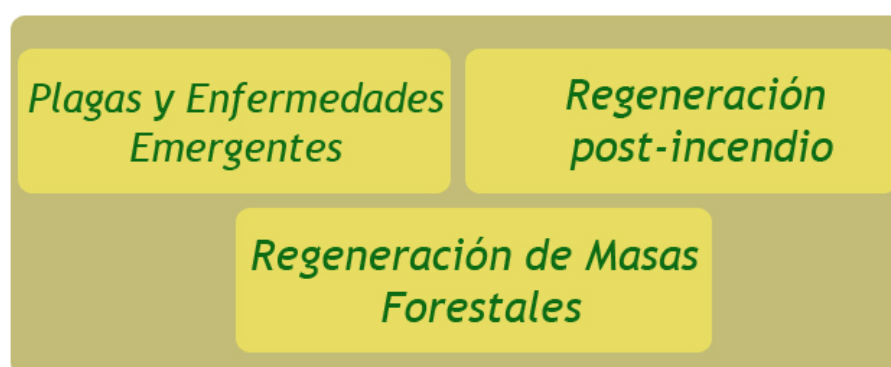 Plagas y Enfermedades
Emergentes
Regeneración
post-incendio
Regeneración de Masas
Forestales